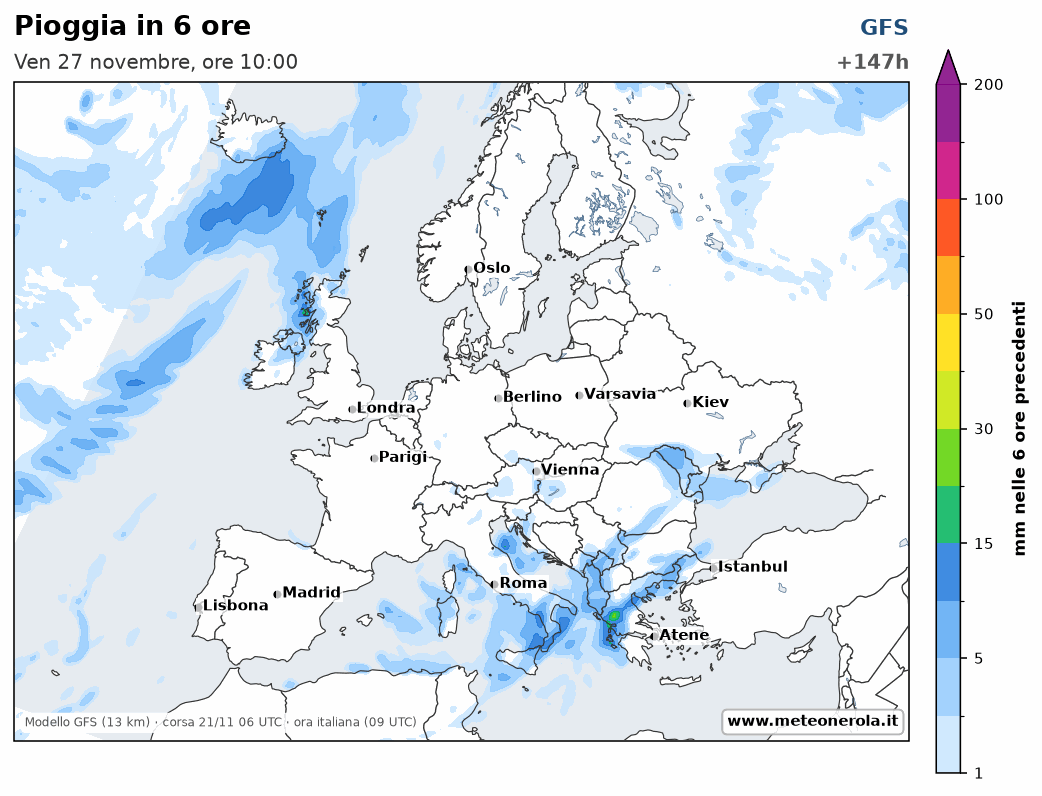 Pioggia in 6 ore
GFS
Ven 27 novembre, ore 10:00
+147h
200
100
50
30
15
5
1
mm nelle 6 ore precedenti
Oslo
Berlino
Varsavia
Kiev
Londra
Parigi
Vienna
Istanbul
Roma
Madrid
Lisbona
Atene
Modello GFS (13 km) · corsa 21/11 06 UTC · ora italiana (09 UTC)
www.meteonerola.it